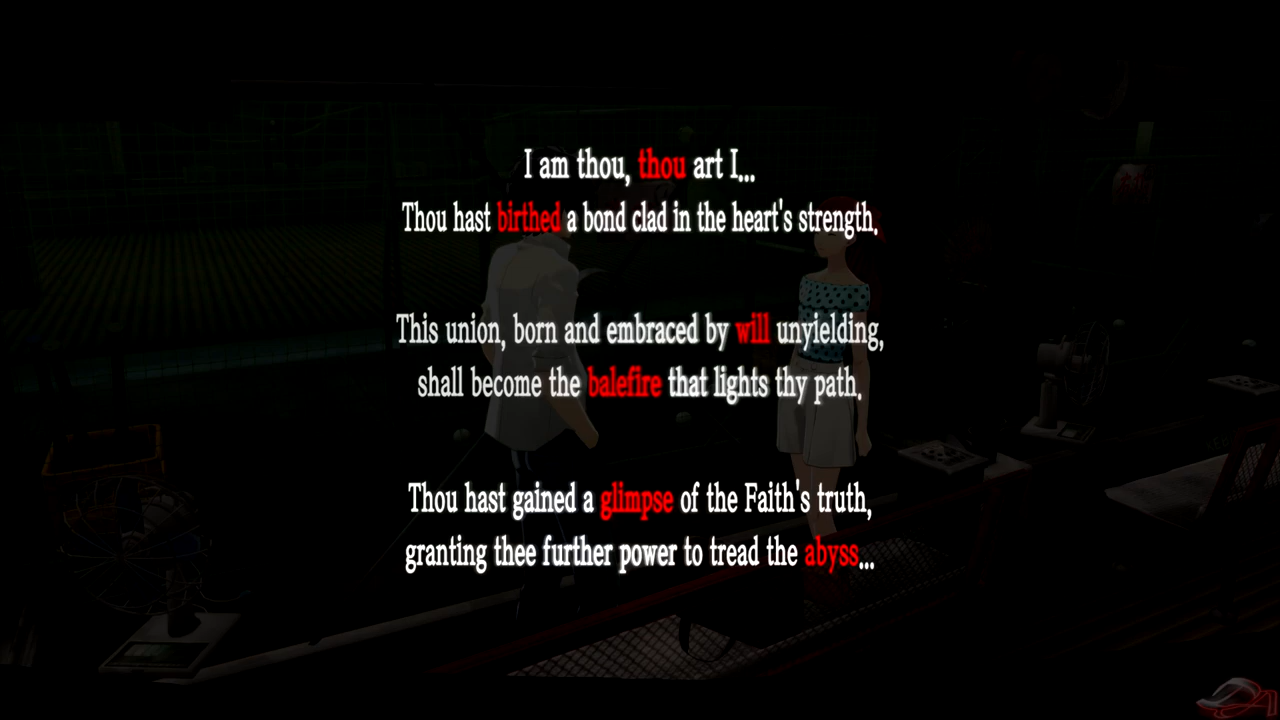 I am thou, thou art I...
Thou hast birthed a bond clad in the heart's strength.
This union, born and embraced by will unyielding,
shall become the balefire that lights thy path.
Thou hast gained a glimpse of the Faith's truth,
granting thee further power to tread the abyss...